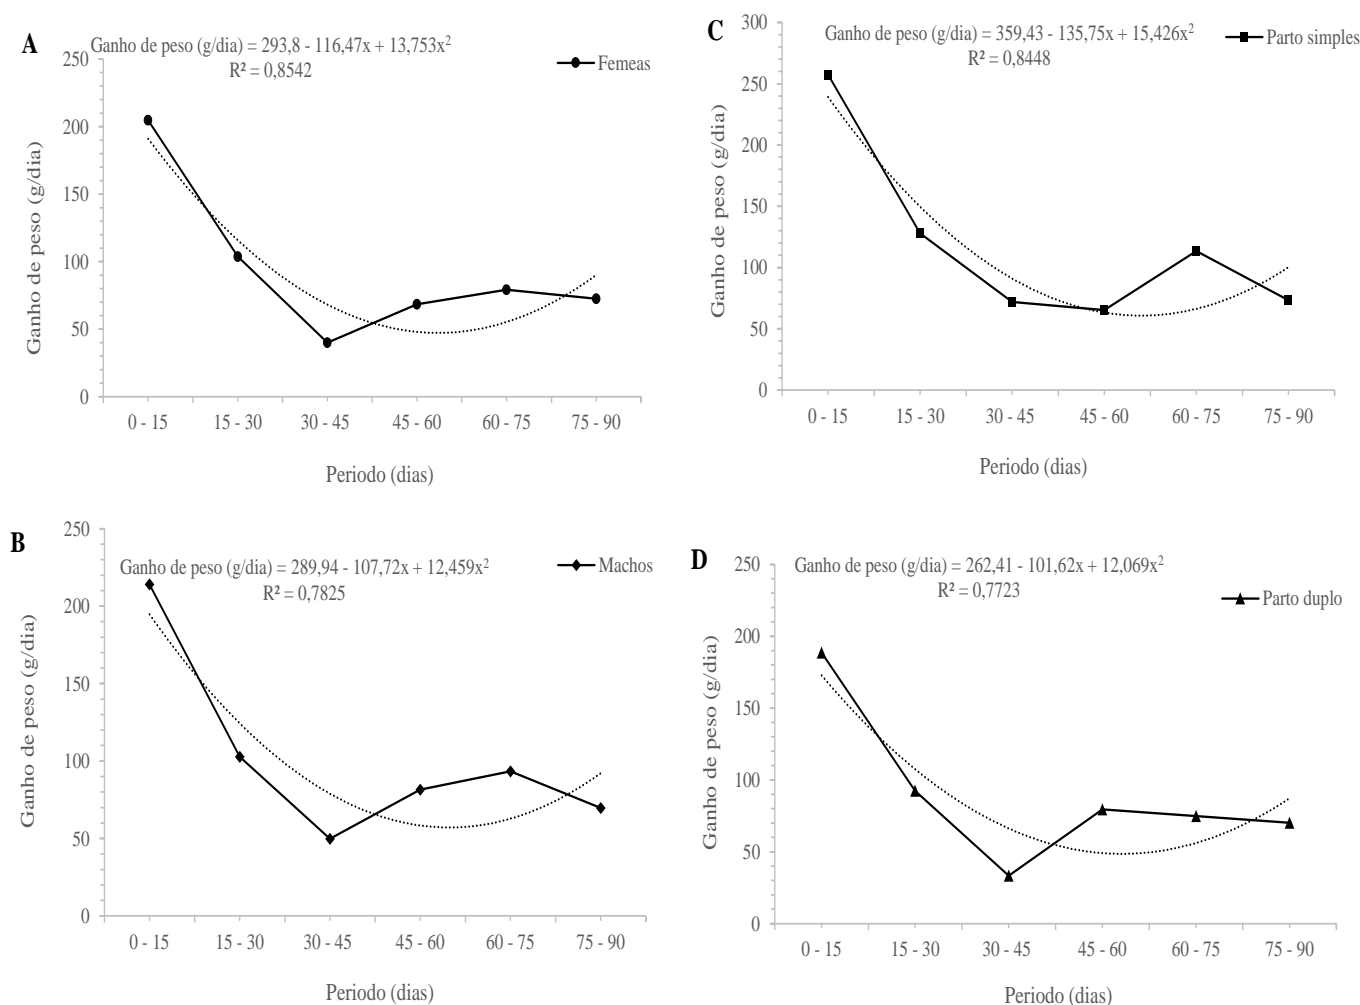 A
Ganho de peso (g/dia) = 293,8 - 116,47x + 13,753x²
R² = 0,8542
Femeas
Ganho de peso (g/dia)
250
200
150
100
50
0
0 - 15 15 - 30 30 - 45 45 - 60 60 - 75 75 - 90
Periodo (dias)
C
Ganho de peso (g/dia) = 359,43 - 135,75x + 15,426x²
R² = 0,8448
Parto simples
Ganho de peso (g/dia)
300
250
200
150
100
50
0
0 - 15 15 - 30 30 - 45 45 - 60 60 - 75 75 - 90
Periodo (dias)
B
Ganho de peso (g/dia) = 289,94 - 107,72x + 12,459x²
R² = 0,7825
Machos
Ganho de peso (g/dia)
250
200
150
100
50
0
0 - 15 15 - 30 30 - 45 45 - 60 60 - 75 75 - 90
Periodo (dias)
D
Ganho de peso (g/dia) = 262,41 - 101,62x + 12,069x²
R² = 0,7723
Parto duplo
Ganho de peso (g/dia)
250
200
150
100
50
0
0 - 15 15 - 30 30 - 45 45 - 60 60 - 75 75 - 90
Periodo (dias)